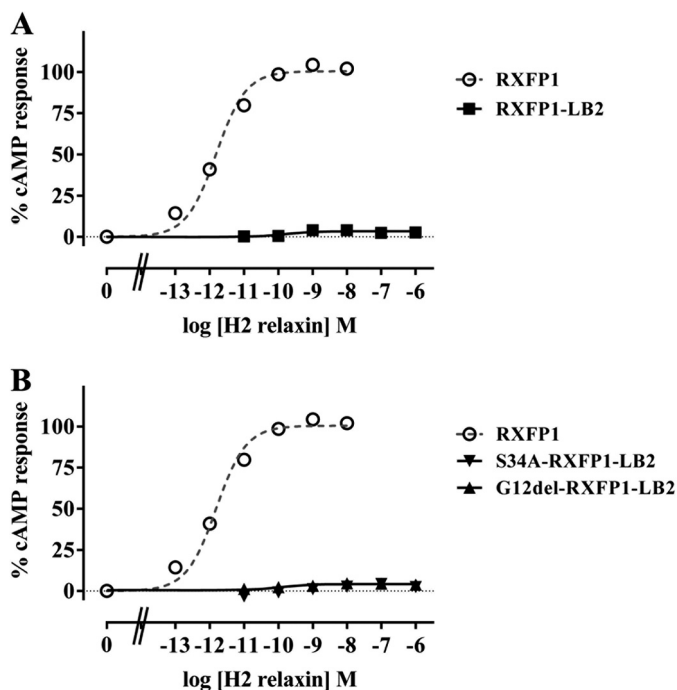 A
% cAMP response
100
75
50
25
0
0 -13 -12 -11 -10 -9 -8 -7 -6
log [H2 relaxin] M
RXFP1
RXFP1-LB2
B
% cAMP response
100
75
50
25
0
0 -13 -12 -11 -10 -9 -8 -7 -6
log [H2 relaxin] M
RXFP1
S34A-RXFP1-LB2
G12del-RXFP1-LB2